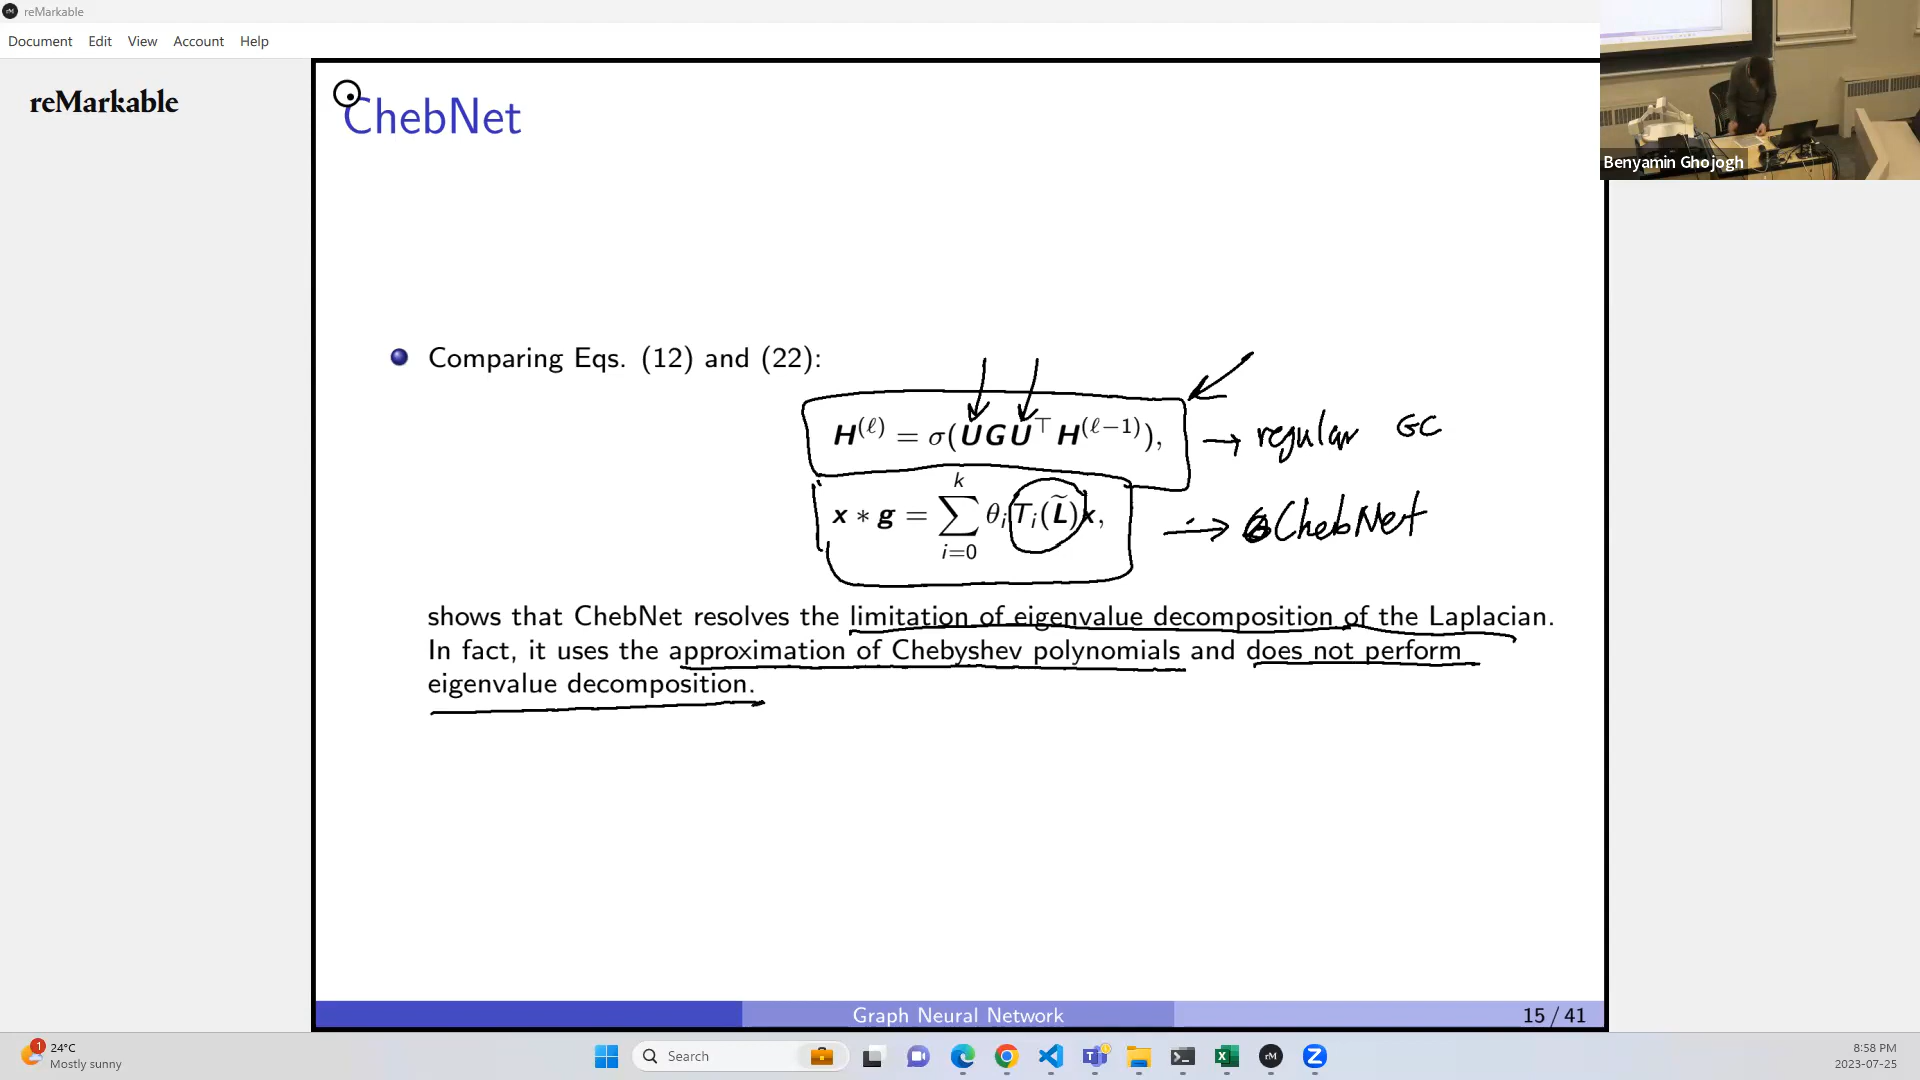 reMarkable
Document Edit View Account Help
reMarkable
Benyamin Ghojogh
ChebNet
Comparing Eqs. (12) and (22):
H^(ℓ) = σ(UGU^⊤ H^(ℓ−1)), → regular GC
x ∗ g = ∑_{i=0}^{k} θ_i T_i(L̃)x, → ChebNet
shows that ChebNet resolves the limitation of eigenvalue decomposition of the Laplacian.
In fact, it uses the approximation of Chebyshev polynomials and does not perform
eigenvalue decomposition.
Graph Neural Network 15 / 41
1 24°C
Mostly sunny
Search
8:58 PM
2023-07-25